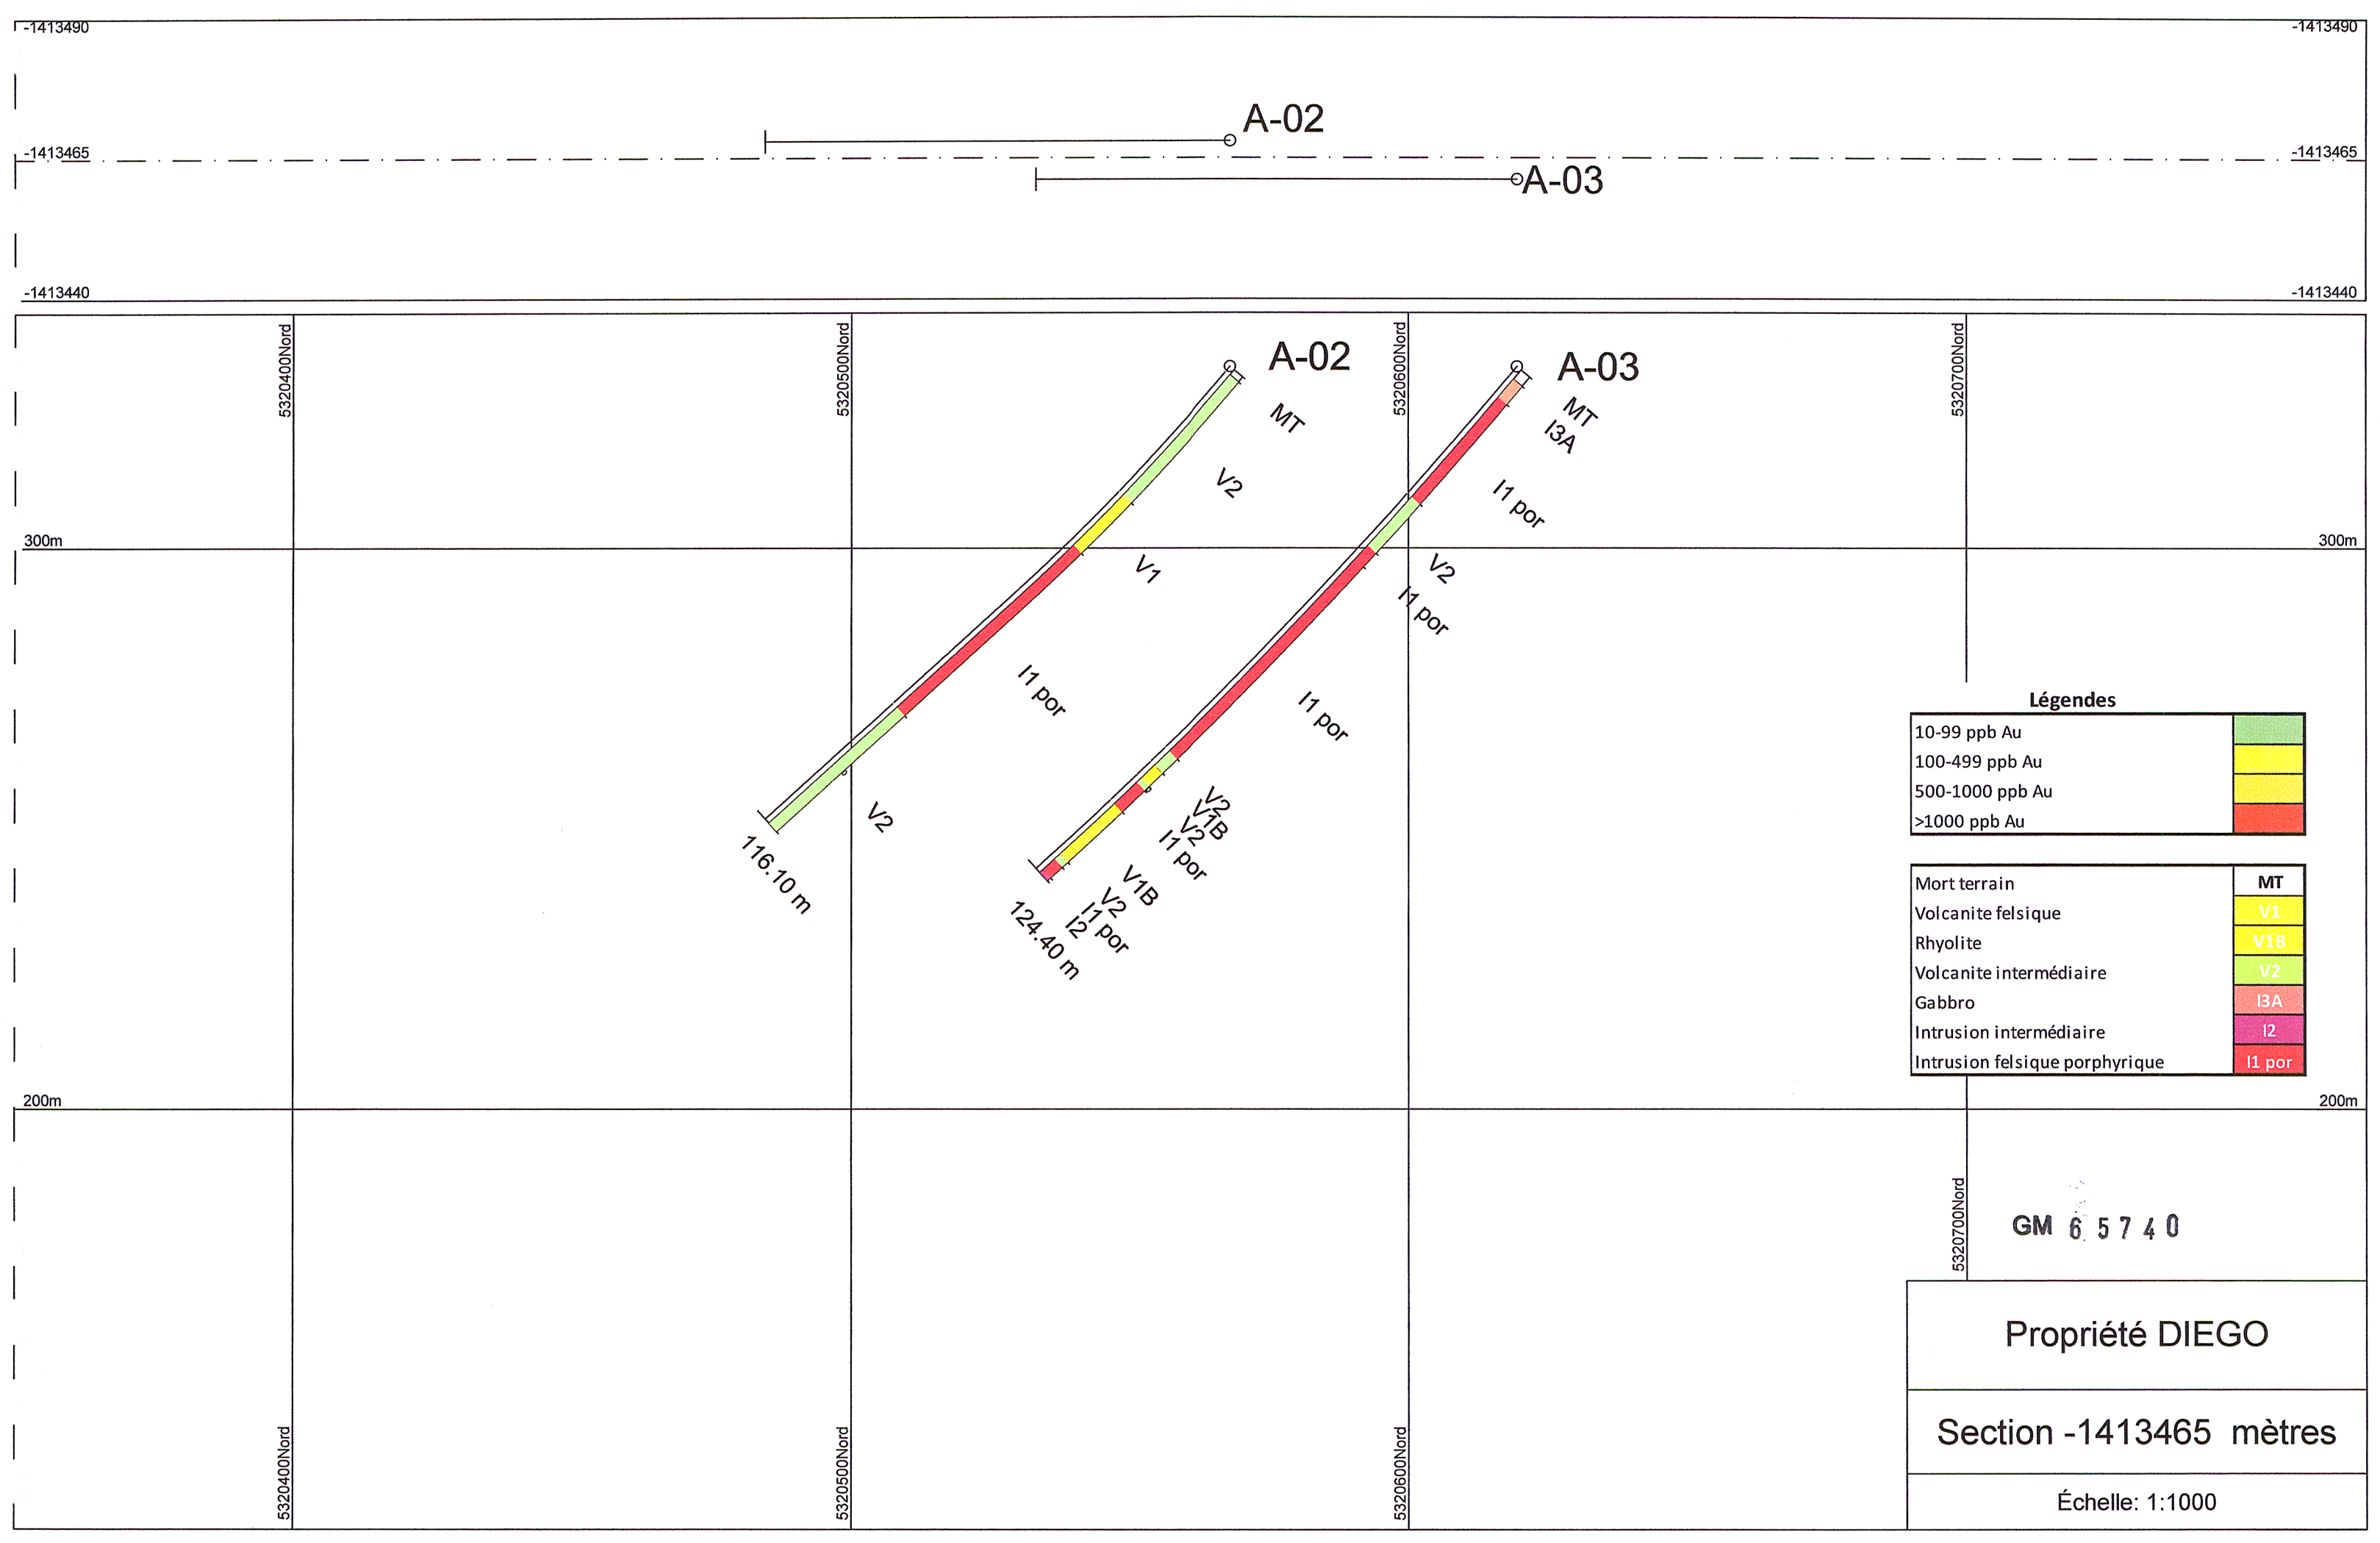 -1413490
-1413490
A-02
-1413465
-1413465
A-03
-1413440
-1413440
5320400Nord
5320500Nord
5320600Nord
5320700Nord
A-02
A-03
MT
V2
V1
I1 por
V2
116.10 m
MT
I3A
I1 por
V2
I1 por
I1 por
V2
V1B
V2
I1 por
V1B
V2
I1 por
I2
124.40 m
300m
300m
200m
200m
Légendes
10-99 ppb Au
100-499 ppb Au
500-1000 ppb Au
>1000 ppb Au
Mort terrain MT
Volcanite felsique V1
Rhyolite V1B
Volcanite intermédiaire V2
Gabbro I3A
Intrusion intermédiaire I2
Intrusion felsique porphyrique I1 por
5320400Nord
5320500Nord
5320600Nord
5320700Nord
GM 65740
Propriété DIEGO
Section -1413465 mètres
Échelle: 1:1000